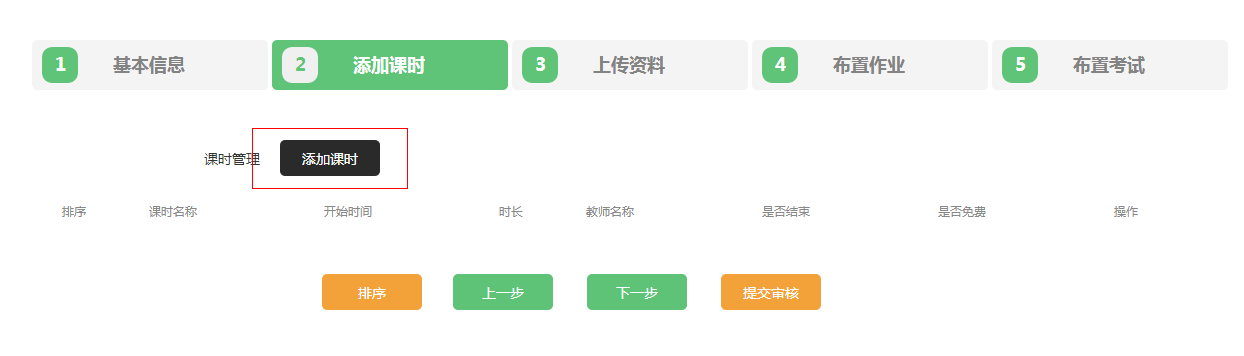 1 基本信息 2 添加课时 3 上传资料 4 布置作业 5 布置考试
课时管理 添加课时
排序 课时名称 开始时间 时长 教师名称 是否结束 是否免费 操作
排序 上一步 下一步 提交审核